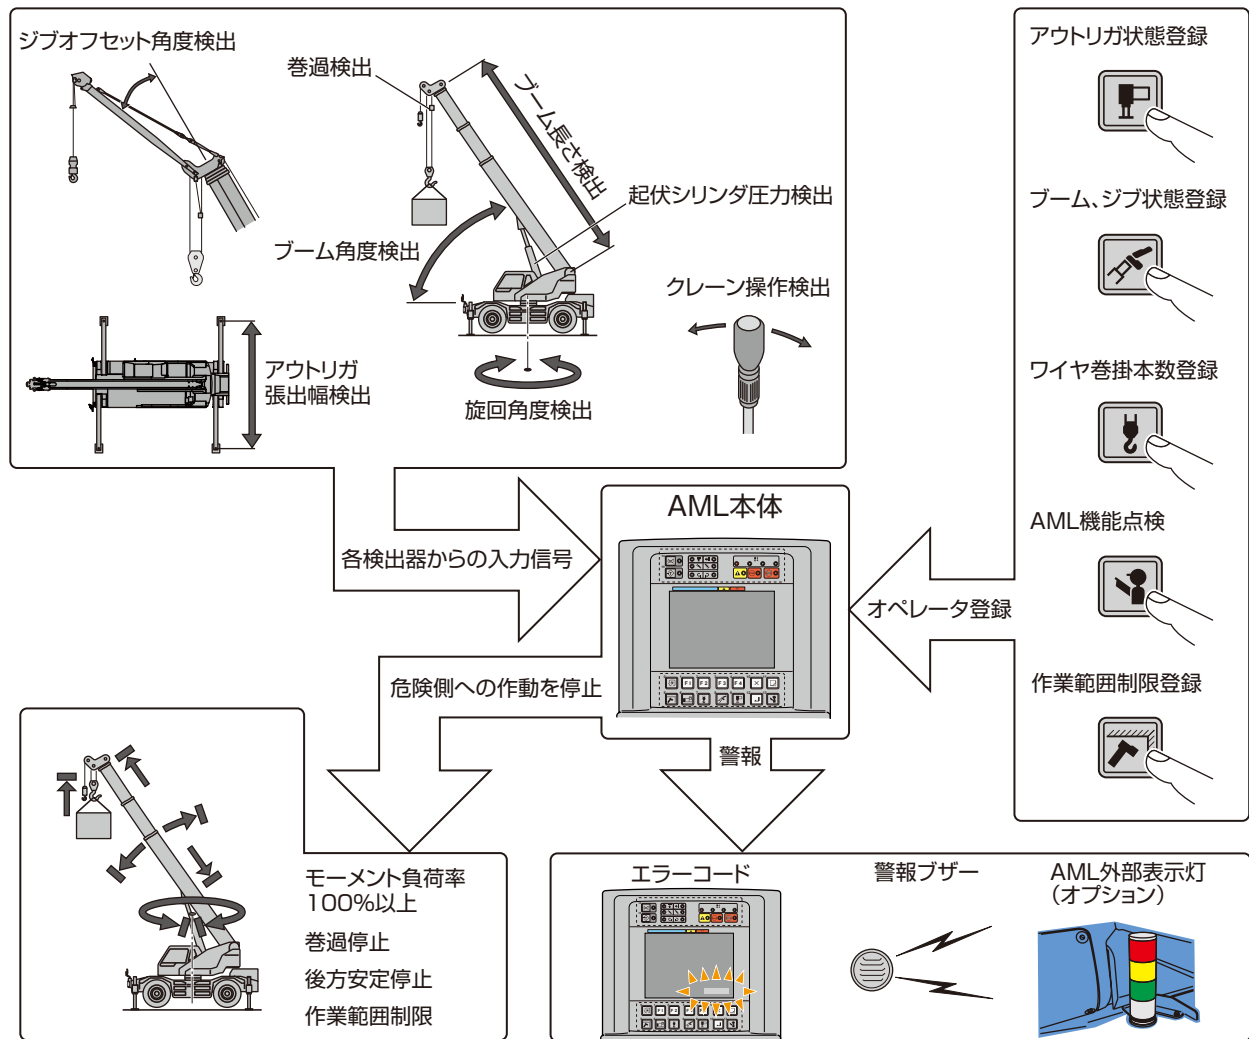 ジブオフセット角度検出
巻過検出
ブーム長さ検出
起伏シリンダ圧力検出
ブーム角度検出
クレーン操作検出
アウトリガ
張出幅検出
旋回角度検出
アウトリガ状態登録
ブーム、ジブ状態登録
ワイヤ巻掛本数登録
AML機能点検
作業範囲制限登録
各検出器からの入力信号
AML本体
F1 F2 F3 F4
オペレータ登録
危険側への作動を停止
警報
モーメント負荷率
100%以上
巻過停止
後方安定停止
作業範囲制限
エラーコード
F1 F2
警報ブザー
AML外部表示灯
(オプション)